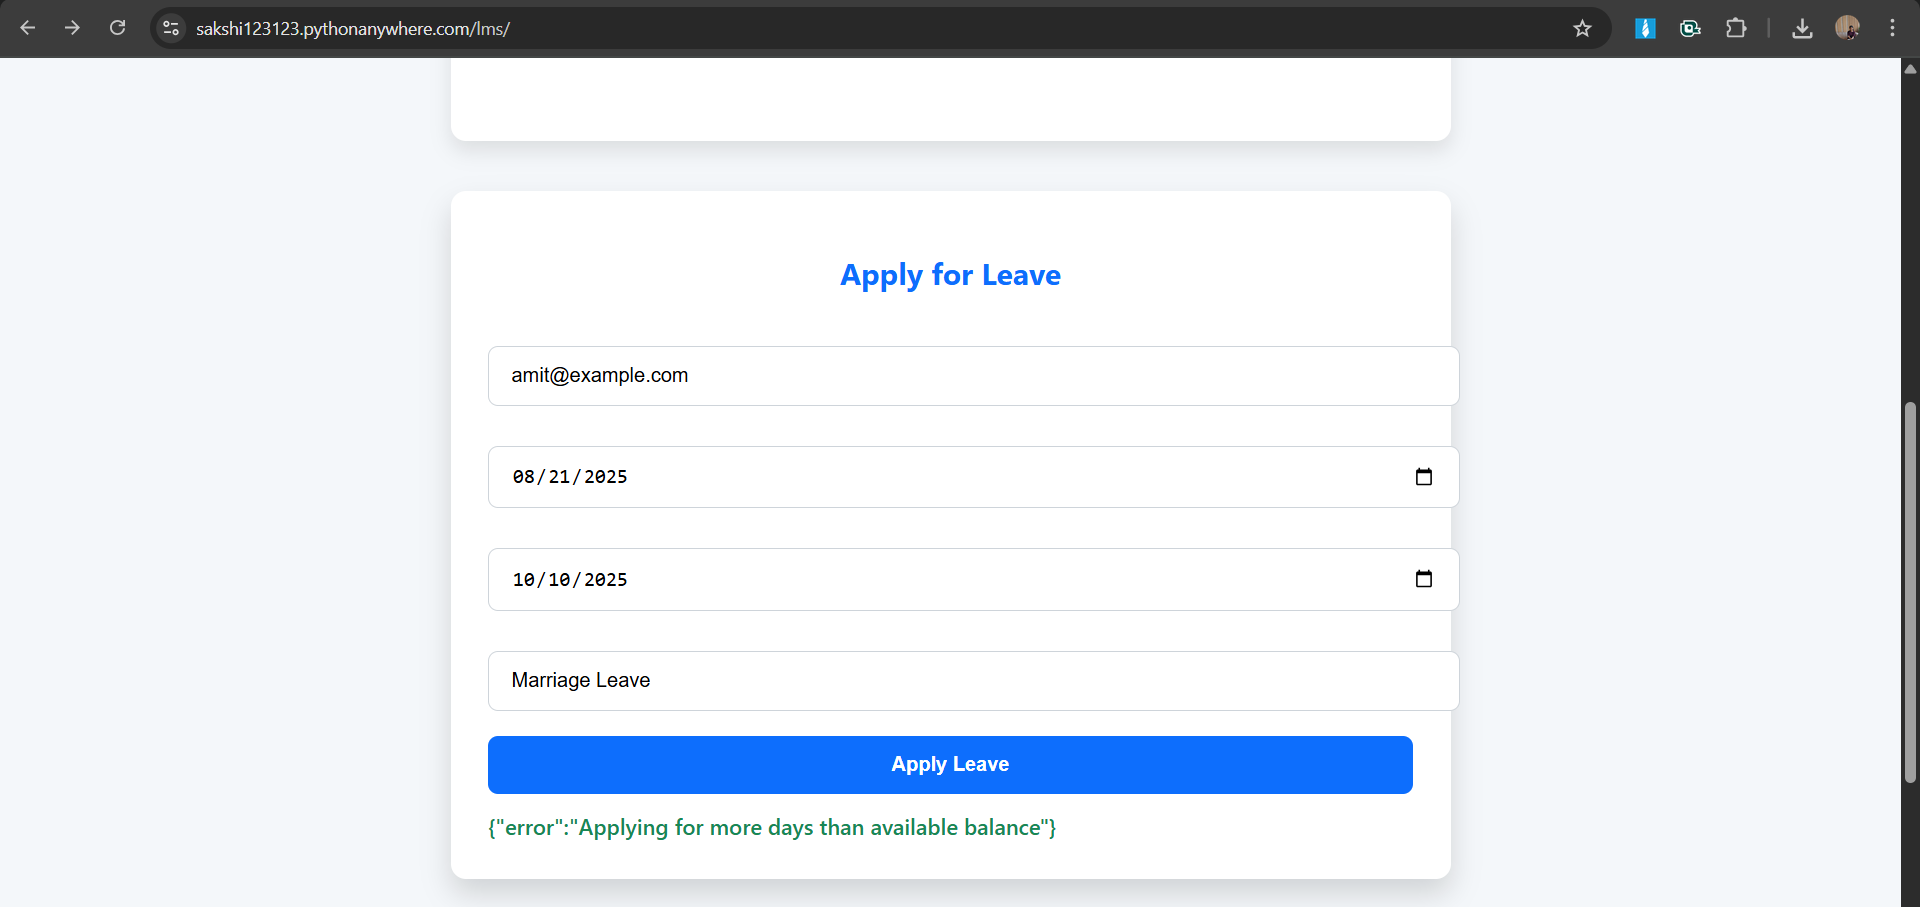 sakshi123123.pythonanywhere.com/lms/
Apply for Leave
amit@example.com
08/21/2025
10/10/2025
Marriage Leave
Apply Leave
{"error":"Applying for more days than available balance"}